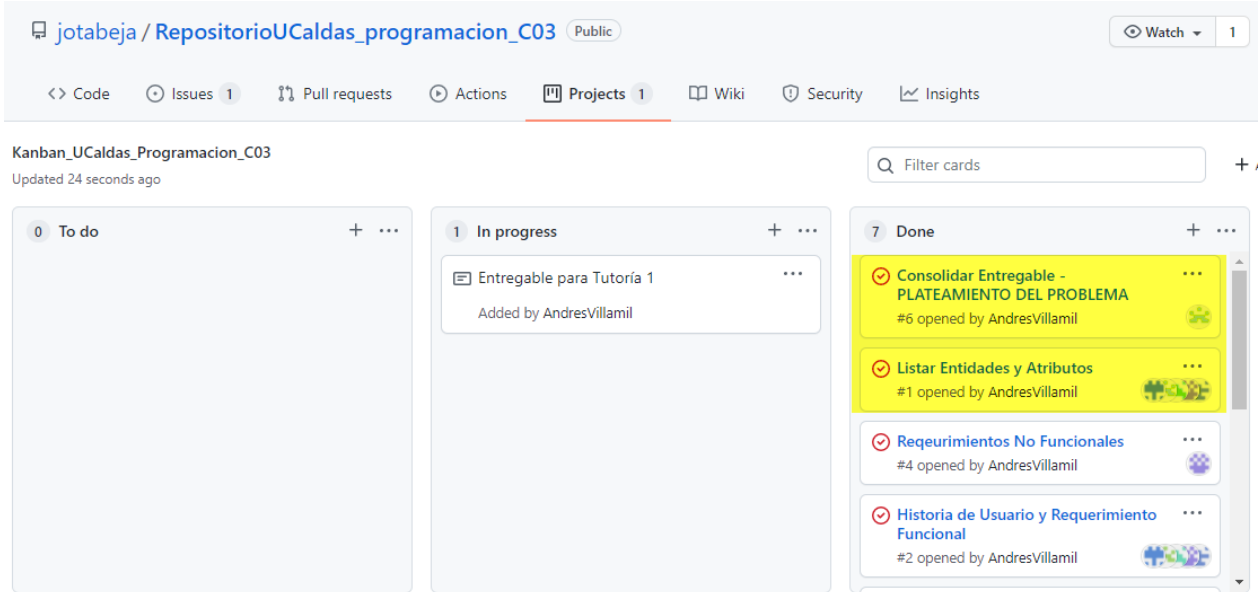 jotabeja / RepositorioUCaldas_programacion_C03 Public
Watch 1
Code Issues 1 Pull requests Actions Projects 1 Wiki Security Insights
Kanban_UCaldas_Programacion_C03
Updated 24 seconds ago
Filter cards
0 To do
1 In progress
Entregable para Tutoría 1
Added by AndresVillamil
7 Done
Consolidar Entregable -
PLATEAMIENTO DEL PROBLEMA
#6 opened by AndresVillamil
Listar Entidades y Atributos
#1 opened by AndresVillamil
Reqeurimientos No Funcionales
#4 opened by AndresVillamil
Historia de Usuario y Requerimiento
Funcional
#2 opened by AndresVillamil